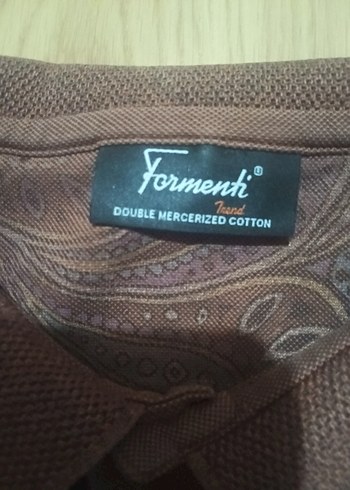 Formenti®
Trend
DOUBLE MERCERIZED COTTON